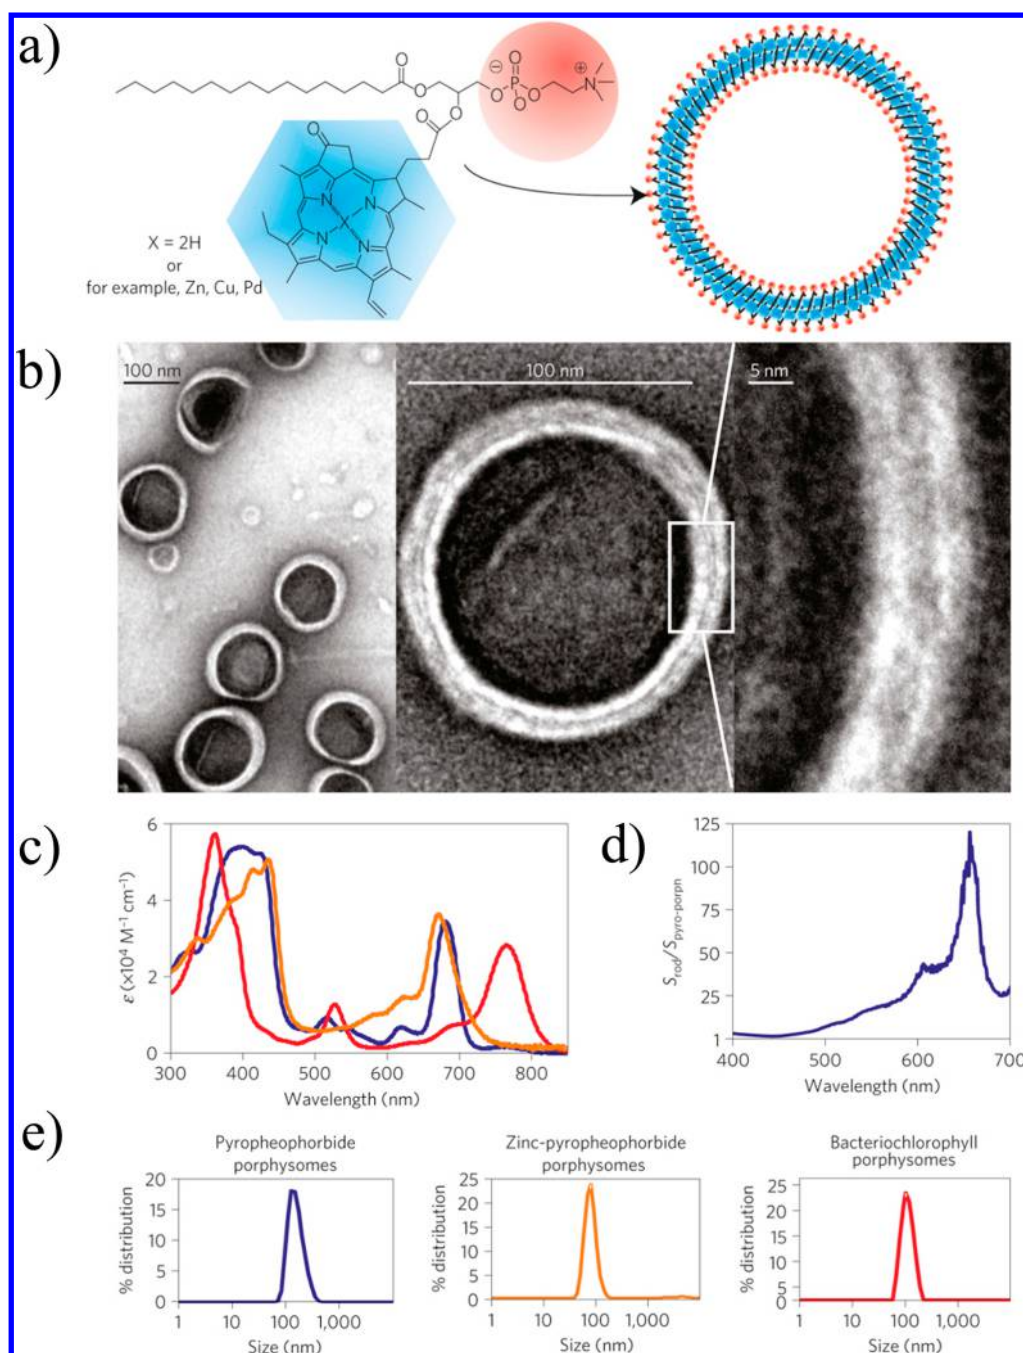 a)
O
O
O
P
O
O
⊖
⊕
N
O
O
O
N
N
X
N
N
X = 2H
or
for example, Zn, Cu, Pd
b)
100 nm
100 nm
5 nm
c)
6
4
2
0
ε (×10⁴ M⁻¹ cm⁻¹)
300 400 500 600 700 800
Wavelength (nm)
d)
125
100
75
50
25
1
S_rod/S_pyro-porpn
400 500 600 700
Wavelength (nm)
e)
Pyropheophorbide
porphysomes
20
15
10
5
0
% distribution
1 10 100 1,000
Size (nm)
Zinc-pyropheophorbide
porphysomes
25
20
15
10
5
0
% distribution
1 10 100 1,000
Size (nm)
Bacteriochlorophyll
porphysomes
25
20
15
10
5
0
% distribution
1 10 100 1,000
Size (nm)